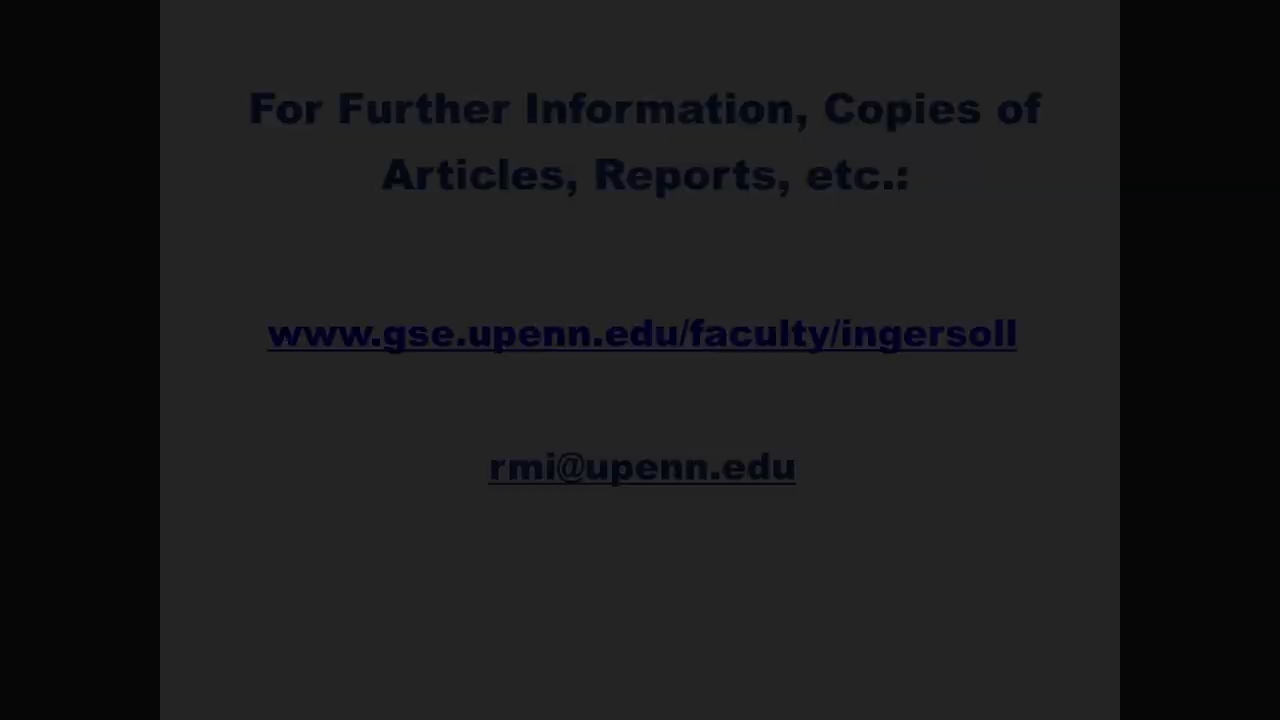 For Further Information, Copies of
Articles, Reports, etc.:
www.gse.upenn.edu/faculty/ingersoll
rmi@upenn.edu